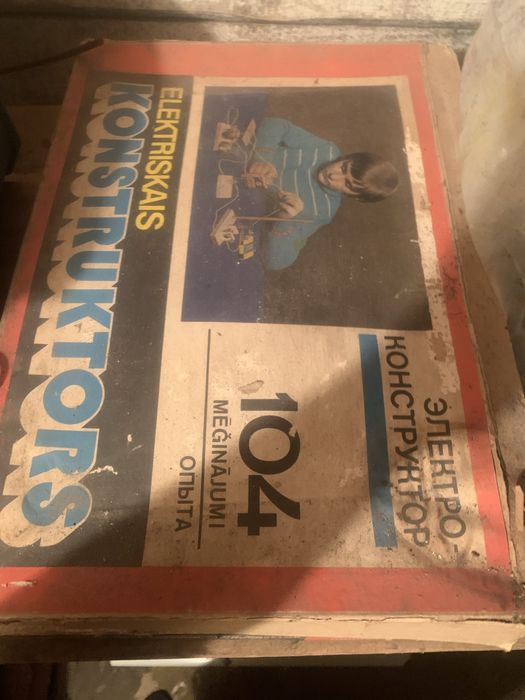 ELEKTRISKAIS
KONSTRUKTORS
ЭЛЕКТРО-
КОНСТРУКТОР
104
MĒĢINĀJUMI
ОПЫТА